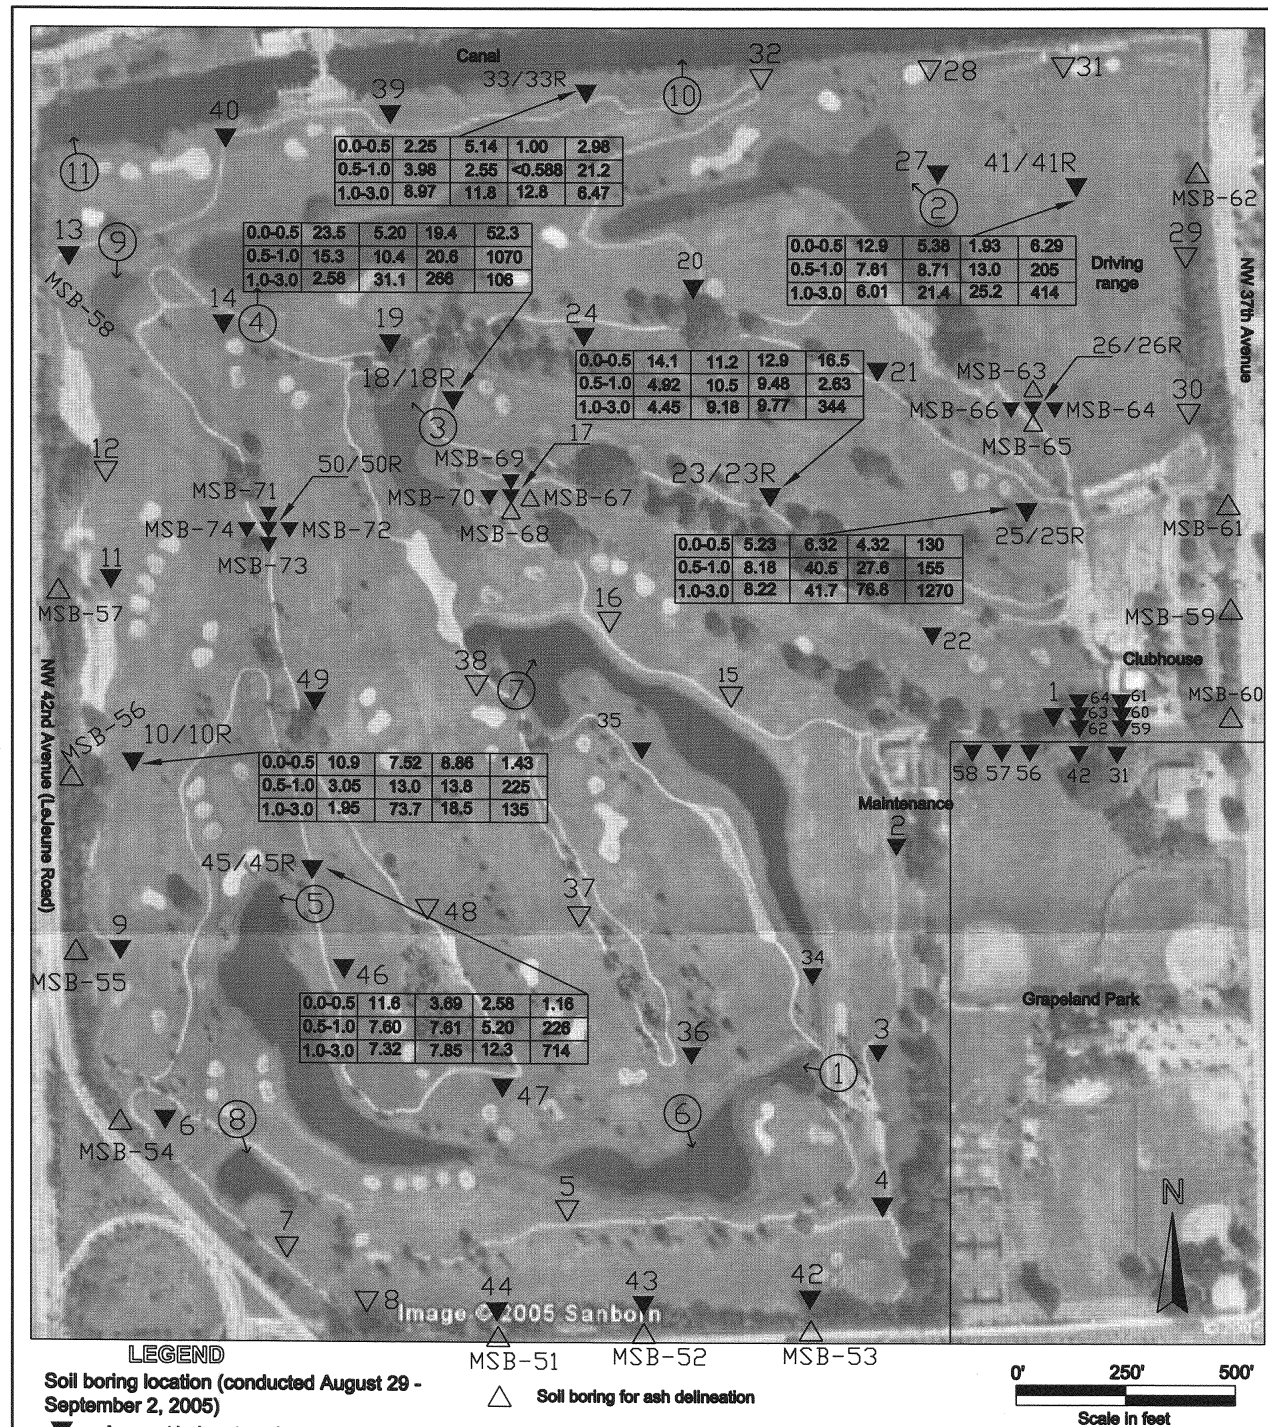 Canal
33/33R
32
28
31
39
10
40
0.0-0.5 2.25 5.14 1.00 2.98
0.5-1.0 3.98 2.55 <0.588 21.2
1.0-3.0 8.97 11.8 12.8 6.47
11
27
41/41R
2
MSB-62
13
9
0.0-0.5 23.5 5.20 19.4 52.3
0.5-1.0 15.3 10.4 20.6 1070
1.0-3.0 2.58 31.1 266 106
0.0-0.5 12.9 5.38 1.93 6.29
0.5-1.0 7.61 8.71 13.0 205
1.0-3.0 6.01 21.4 25.2 414
Driving
range
29
MSB-58
20
NW 37th Avenue
14
4
19
24
18/18R
0.0-0.5 14.1 11.2 12.9 16.5
0.5-1.0 4.92 10.5 9.48 2.63
1.0-3.0 4.45 9.18 9.77 344
21
26/26R
MSB-63
MSB-66
MSB-64
MSB-65
30
3
17
12
MSB-69
50/50R
MSB-70
MSB-67
MSB-68
23/23R
MSB-71
MSB-74
MSB-72
MSB-73
25/25R
MSB-61
0.0-0.5 5.23 6.32 4.32 130
0.5-1.0 8.18 40.5 27.6 155
1.0-3.0 8.22 41.7 76.8 1270
11
MSB-57
16
MSB-59
22
Clubhouse
NW 42nd Avenue (LeJeune Road)
38
7
15
49
MSB-60
1
64
61
63
60
62
59
35
MSB-56
10/10R
58
57
56
42
31
0.0-0.5 10.9 7.52 8.86 1.43
0.5-1.0 3.05 13.0 13.8 225
1.0-3.0 1.95 73.7 18.5 135
Maintenance
2
45/45R
5
48
37
9
MSB-55
46
34
0.0-0.5 11.6 3.69 2.58 1.16
0.5-1.0 7.60 7.61 5.20 226
1.0-3.0 7.32 7.85 12.3 714
Grapeland Park
36
3
1
47
6
8
6
MSB-54
N
5
4
7
8
44
43
42
Image © 2005 Sanborn
MSB-51
MSB-52
MSB-53
LEGEND
Soil boring location (conducted August 29 -
September 2, 2005)
Soil boring for ash delineation
0' 250' 500'
Scale in feet